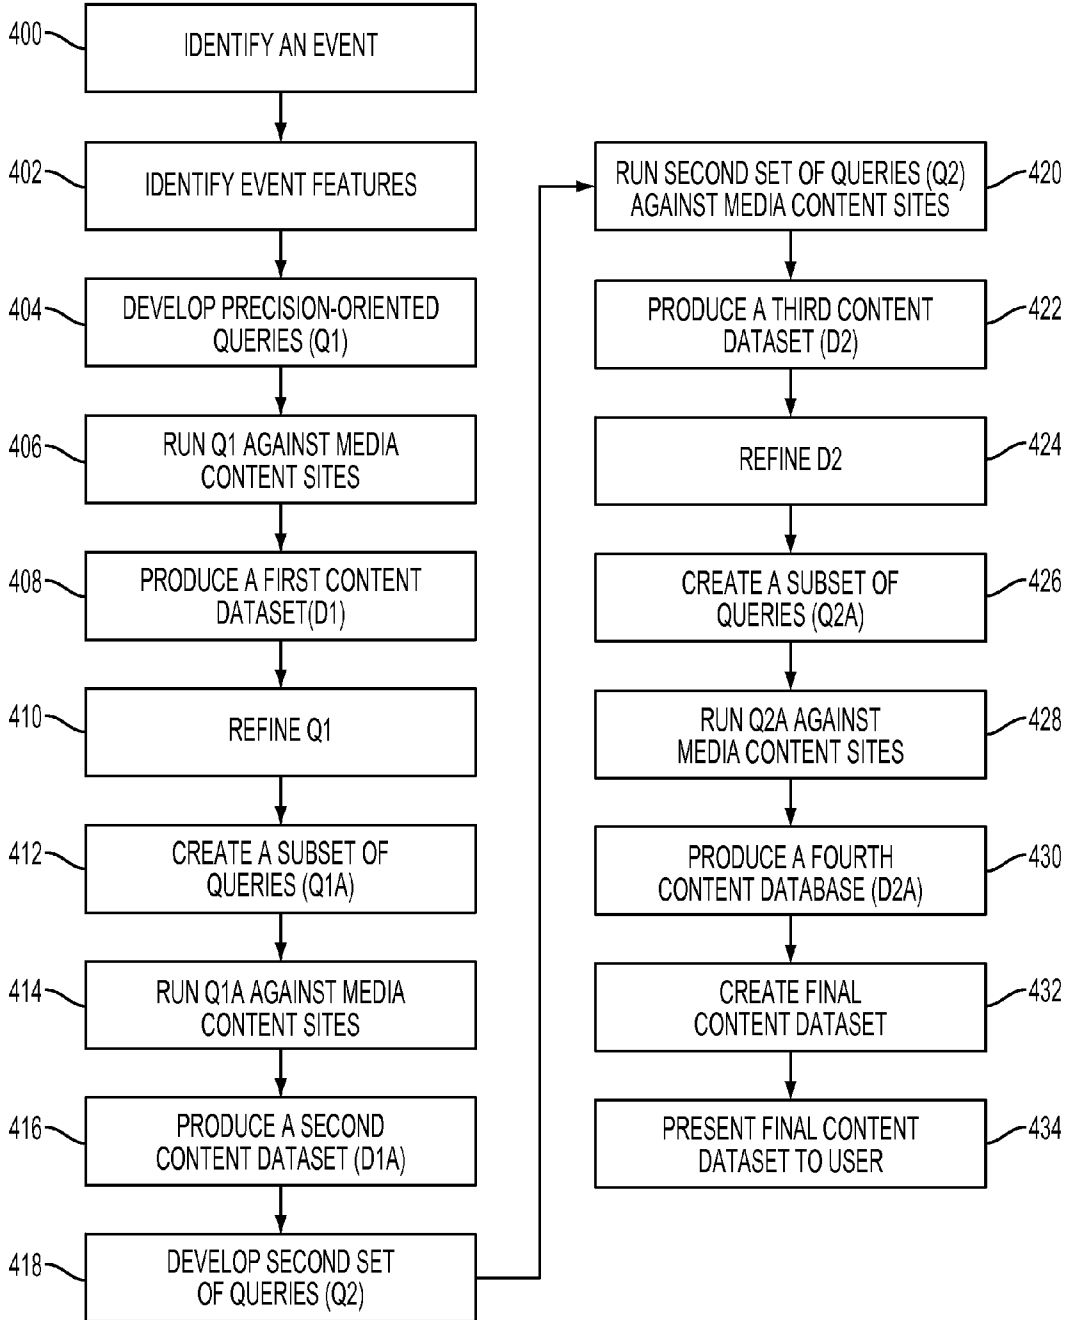 400
IDENTIFY AN EVENT
402
IDENTIFY EVENT FEATURES
404
DEVELOP PRECISION-ORIENTED
QUERIES (Q1)
406
RUN Q1 AGAINST MEDIA
CONTENT SITES
408
PRODUCE A FIRST CONTENT
DATASET(D1)
410
REFINE Q1
412
CREATE A SUBSET OF
QUERIES (Q1A)
414
RUN Q1A AGAINST MEDIA
CONTENT SITES
416
PRODUCE A SECOND
CONTENT DATASET (D1A)
418
DEVELOP SECOND SET
OF QUERIES (Q2)
RUN SECOND SET OF QUERIES (Q2)
AGAINST MEDIA CONTENT SITES
420
PRODUCE A THIRD CONTENT
DATASET (D2)
422
REFINE D2
424
CREATE A SUBSET OF
QUERIES (Q2A)
426
RUN Q2A AGAINST
MEDIA CONTENT SITES
428
PRODUCE A FOURTH
CONTENT DATABASE (D2A)
430
CREATE FINAL
CONTENT DATASET
432
PRESENT FINAL CONTENT
DATASET TO USER
434